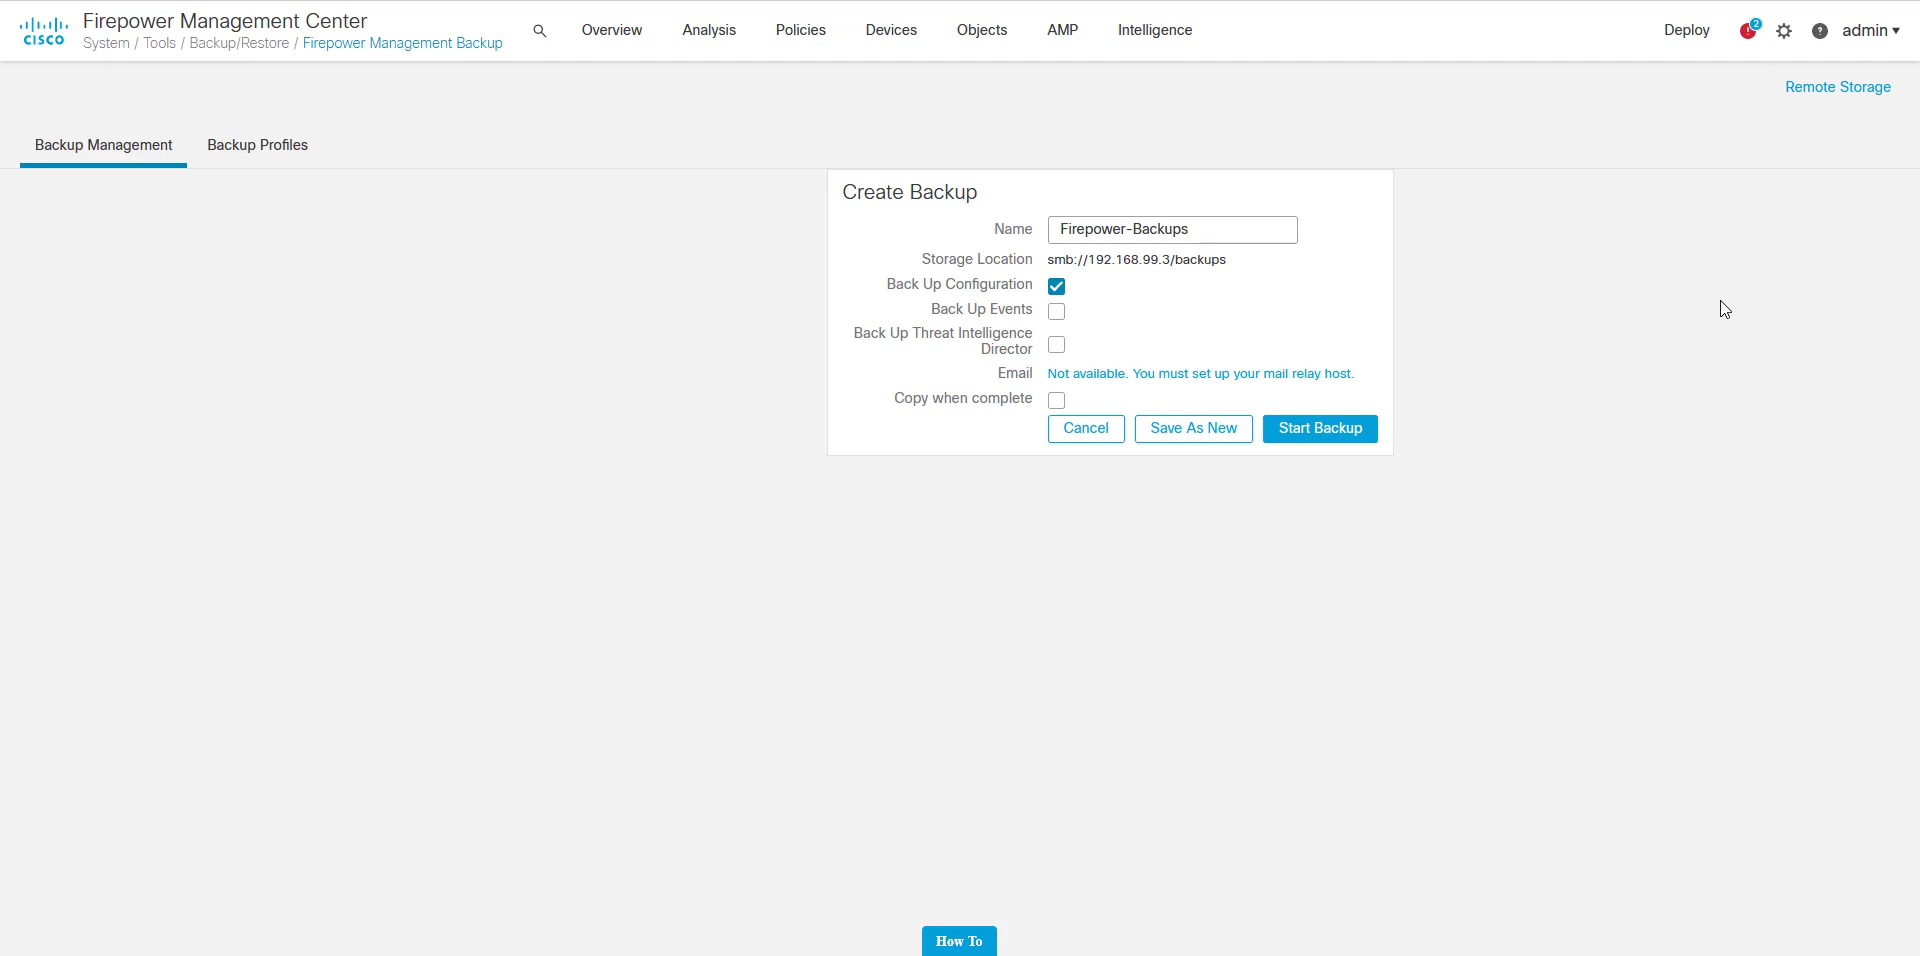 CISCO
Firepower Management Center
System / Tools / Backup/Restore / Firepower Management Backup
Overview
Analysis
Policies
Devices
Objects
AMP
Intelligence
Deploy
2
admin
Remote Storage
Backup Management
Backup Profiles
Create Backup
Name
Firepower-Backups
Storage Location
smb://192.168.99.3/backups
Back Up Configuration
Back Up Events
Back Up Threat Intelligence
Director
Email
Not available. You must set up your mail relay host.
Copy when complete
Cancel
Save As New
Start Backup
How To